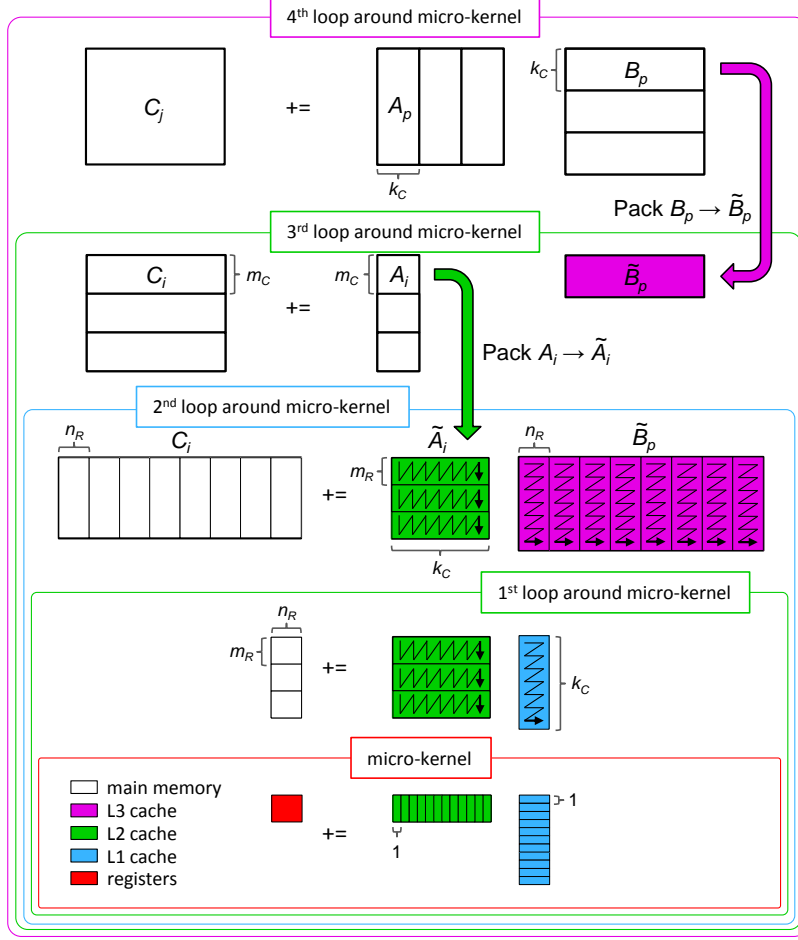 4th loop around micro-kernel
Cj += Ap kC Bp
kC
Pack Bp → B̃p
3rd loop around micro-kernel
Ci mC += mC Ai B̃p
Pack Ai → Ãi
2nd loop around micro-kernel
nR Ci Ãi nR B̃p
mR
+=
kC
1st loop around micro-kernel
nR
mR += kC
micro-kernel
main memory
L3 cache
L2 cache
L1 cache
registers
+=
1
1